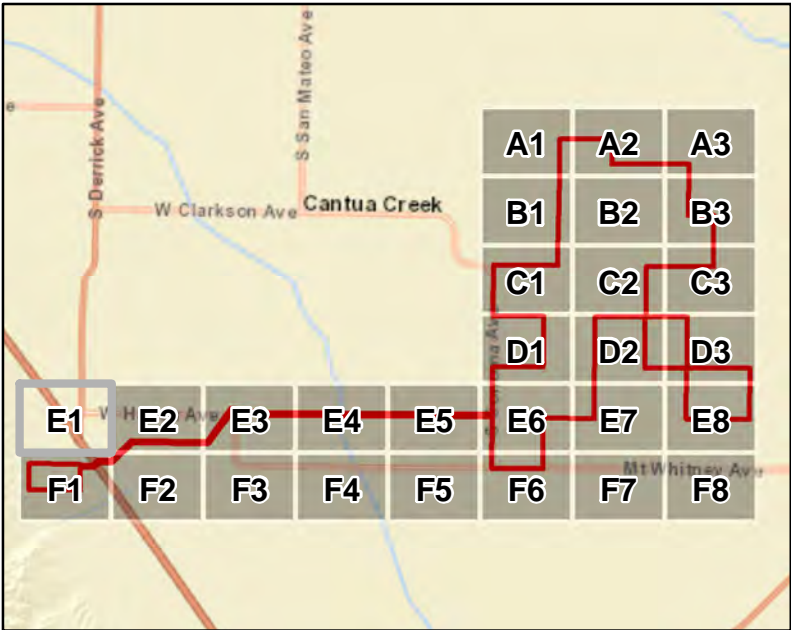 S San Mateo Ave
e
S Derrick Ave
A1 A2 A3
W Clarkson Ave
Cantua Creek
B1 B2 B3
C1 C2 C3
D1 D2 D3
E1 E2 E3 E4 E5 E6 E7 E8
Mt Whitney Ave
F1 F2 F3 F4 F5 F6 F7 F8